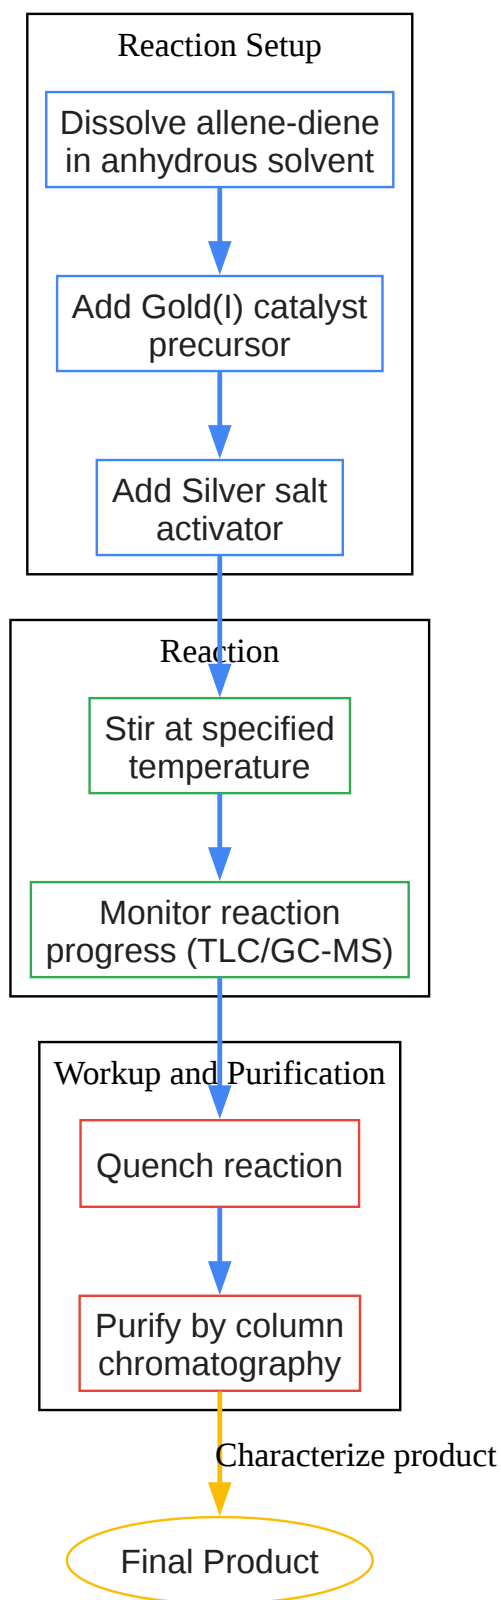 Reaction Setup
Dissolve allene-diene
in anhydrous solvent
Add Gold(I) catalyst
precursor
Add Silver salt
activator
Reaction
Stir at specified
temperature
Monitor reaction
progress (TLC/GC-MS)
Workup and Purification
Quench reaction
Purify by column
chromatography
Characterize product
Final Product